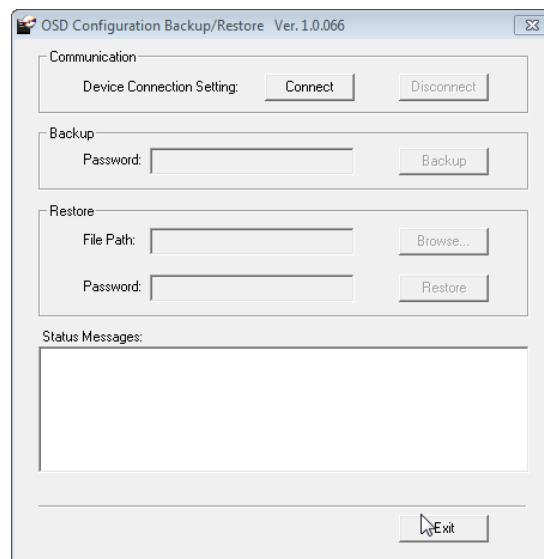 OSD Configuration Backup/Restore Ver. 1.0.066
Communication
Device Connection Setting: Connect Disconnect
Backup
Password: Backup
Restore
File Path: Browse...
Password: Restore
Status Messages:
Exit